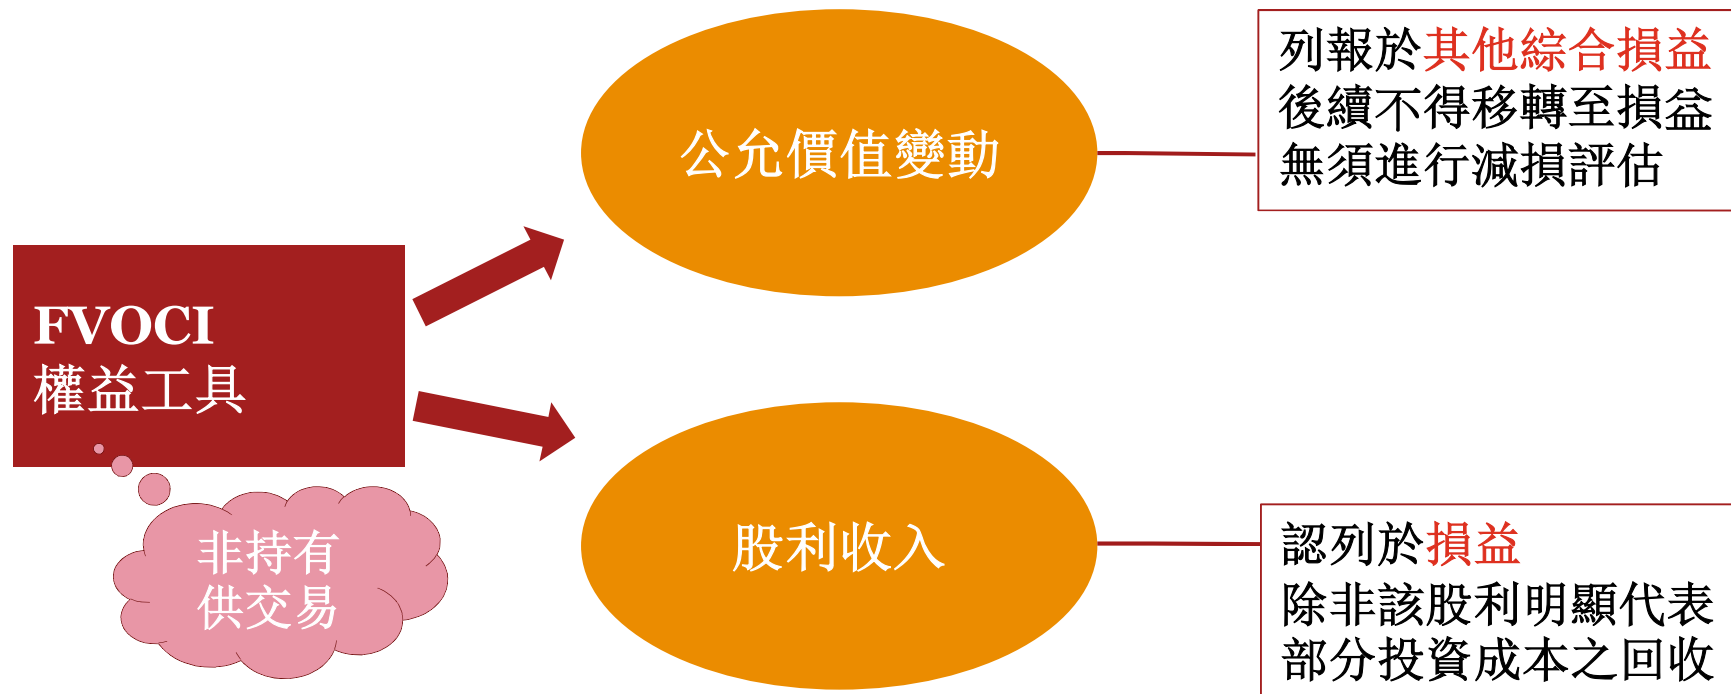 FVOCI
權益工具
非持有
供交易
公允價值變動
列報於其他綜合損益
後續不得移轉至損益
無須進行減損評估
股利收入
認列於損益
除非該股利明顯代表
部分投資成本之回收